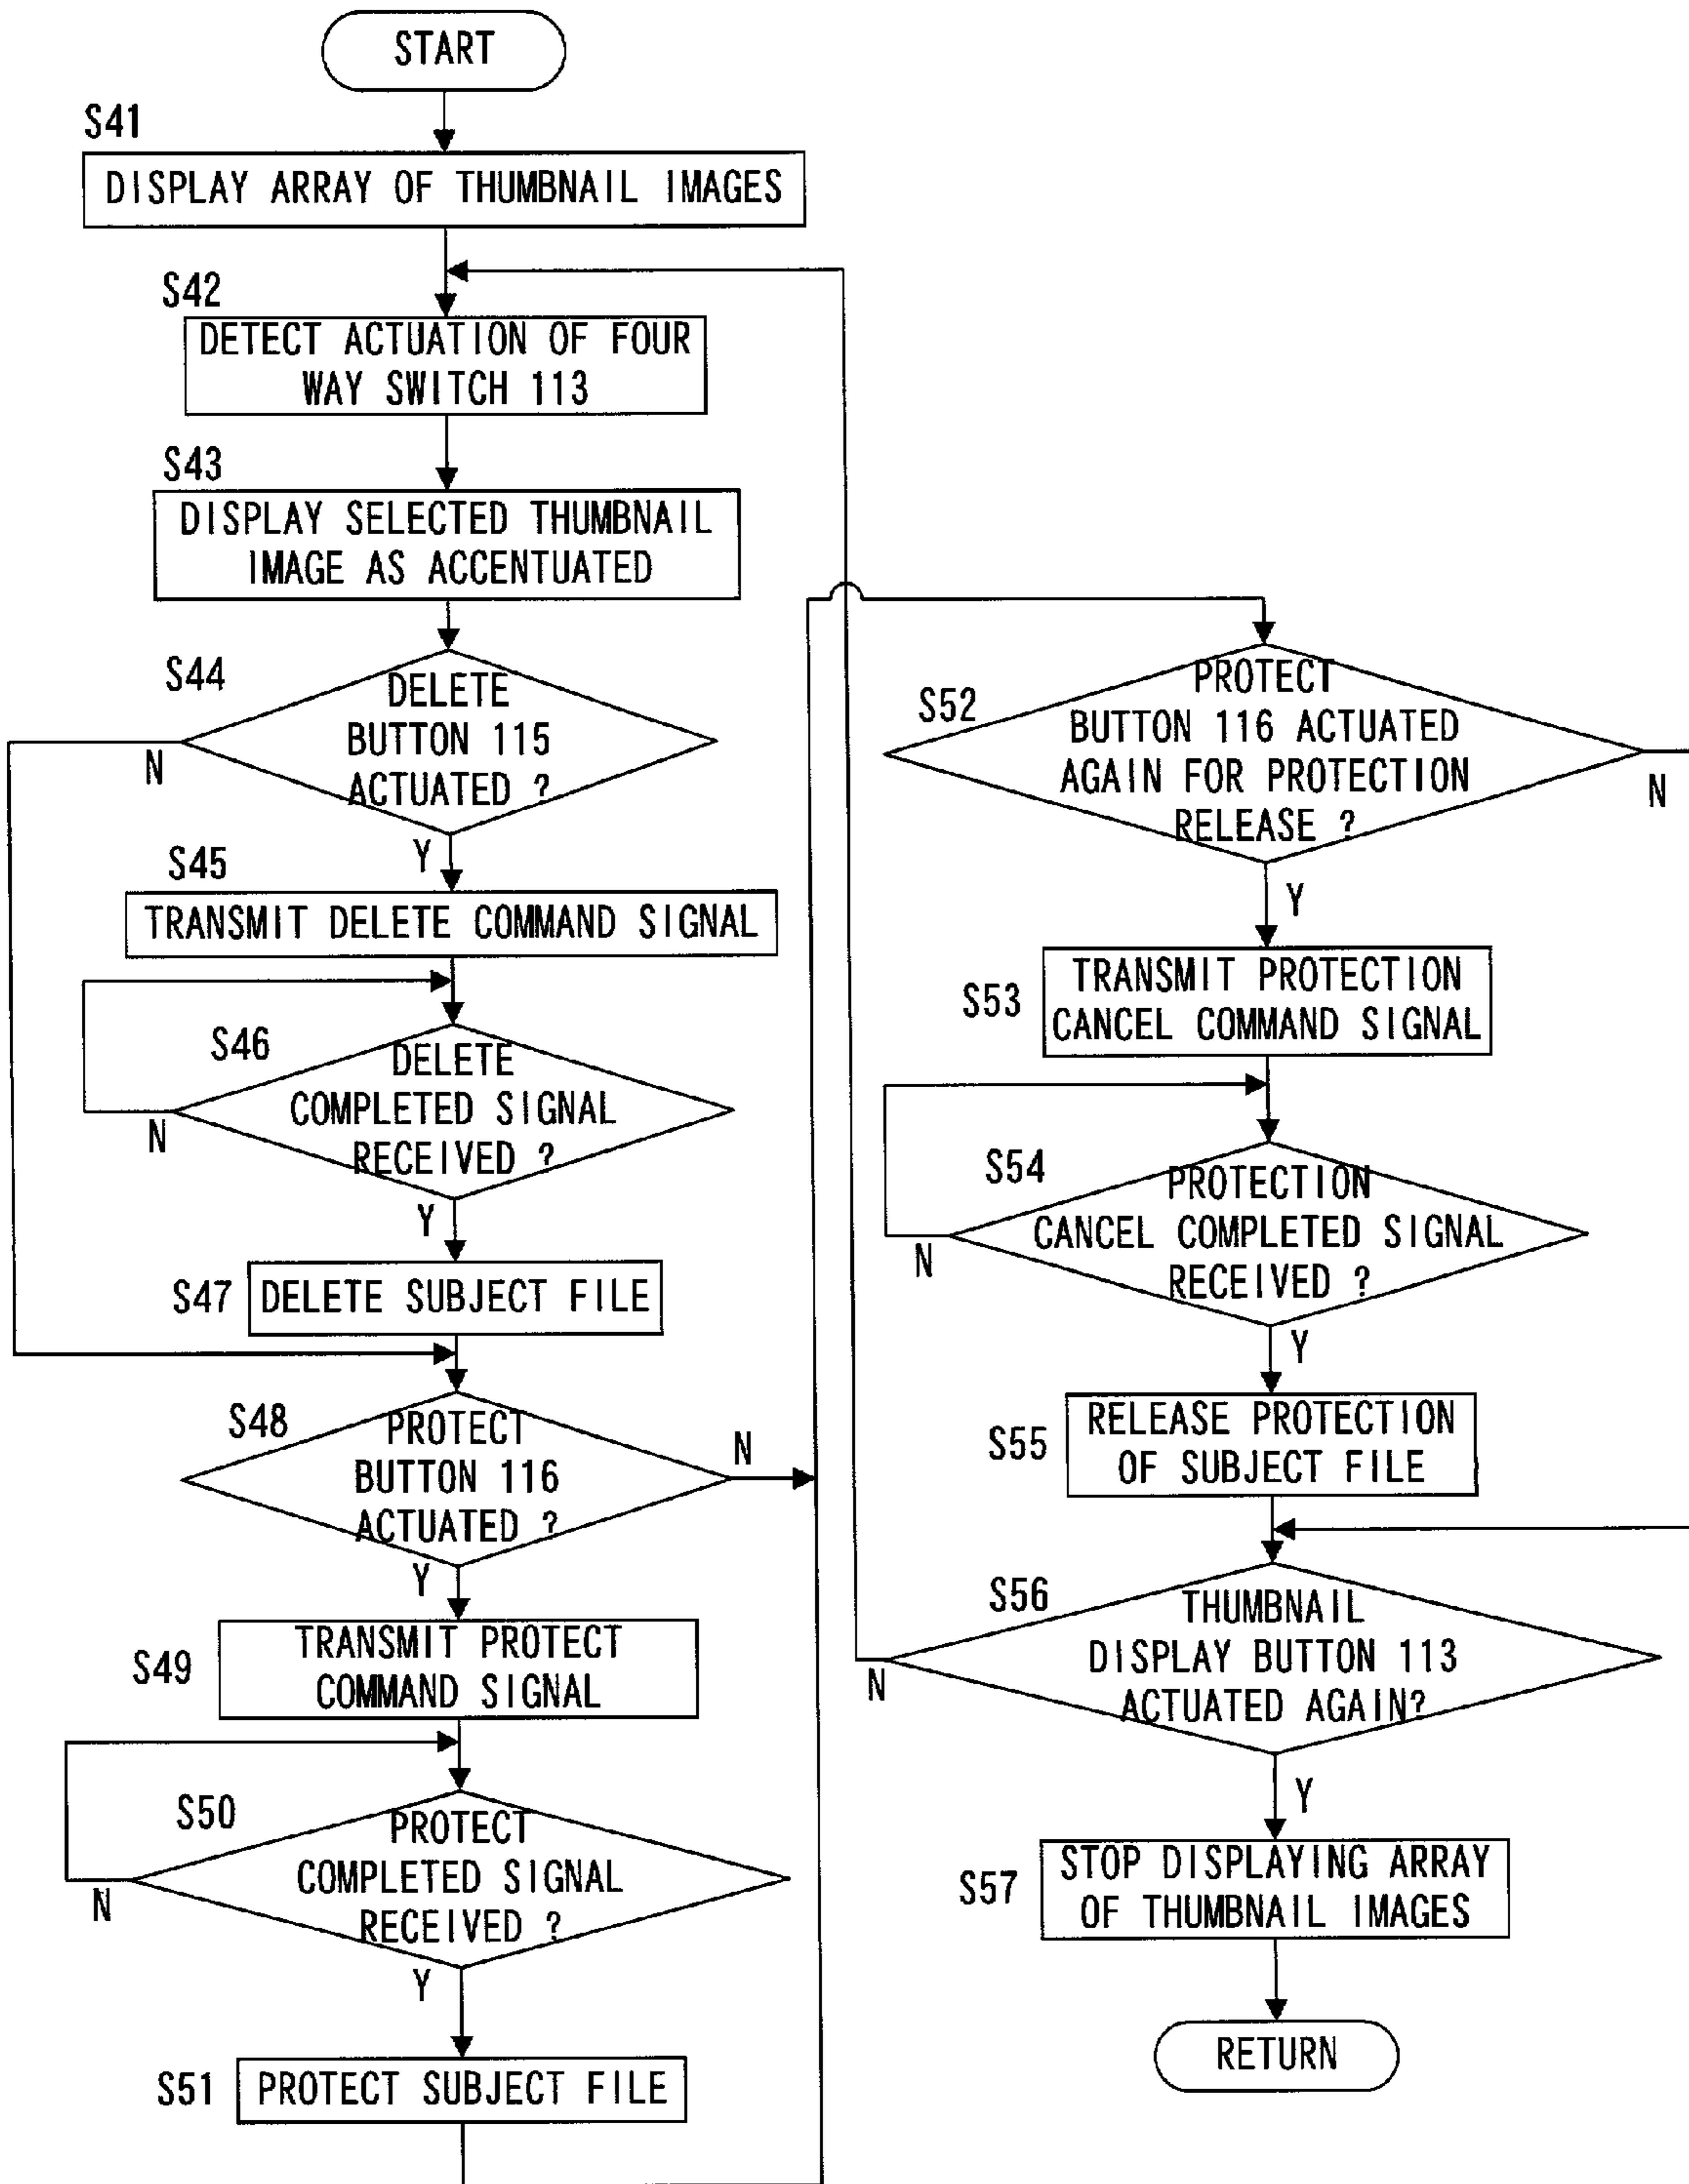 START
S41
DISPLAY ARRAY OF THUMBNAIL IMAGES
S42
DETECT ACTUATION OF FOUR
WAY SWITCH 113
S43
DISPLAY SELECTED THUMBNAIL
IMAGE AS ACCENTUATED
S44
DELETE
BUTTON 115
ACTUATED ?
N
Y
S45
TRANSMIT DELETE COMMAND SIGNAL
S46
DELETE
COMPLETED SIGNAL
RECEIVED ?
N
Y
S47
DELETE SUBJECT FILE
S48
PROTECT
BUTTON 116
ACTUATED ?
N
Y
S49
TRANSMIT PROTECT
COMMAND SIGNAL
S50
PROTECT
COMPLETED SIGNAL
RECEIVED ?
N
Y
S51
PROTECT SUBJECT FILE
S52
PROTECT
BUTTON 116 ACTUATED
AGAIN FOR PROTECTION
RELEASE ?
N
Y
S53
TRANSMIT PROTECTION
CANCEL COMMAND SIGNAL
S54
PROTECTION
CANCEL COMPLETED SIGNAL
RECEIVED ?
N
Y
S55
RELEASE PROTECTION
OF SUBJECT FILE
S56
THUMBNAIL
DISPLAY BUTTON 113
ACTUATED AGAIN?
N
Y
S57
STOP DISPLAYING ARRAY
OF THUMBNAIL IMAGES
RETURN